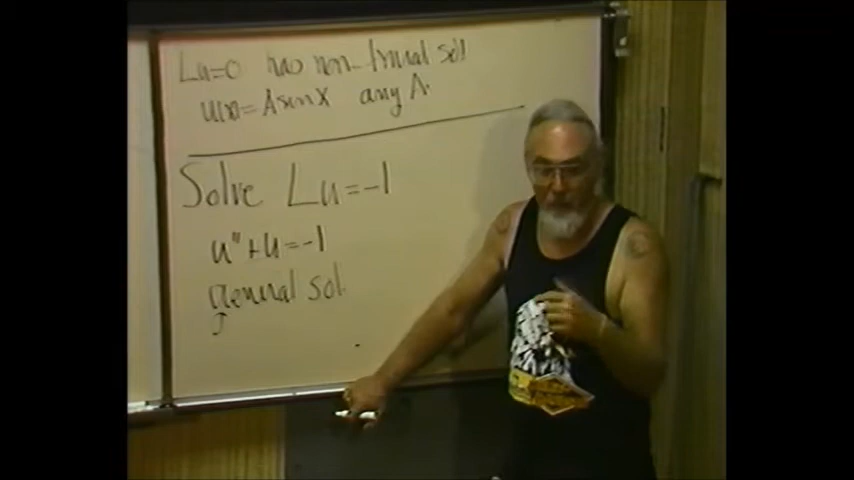 Lu=0 has non-trivial sol
u(x)= A sin x any A.
Solve Lu=-1
u"+u=-1
general sol.